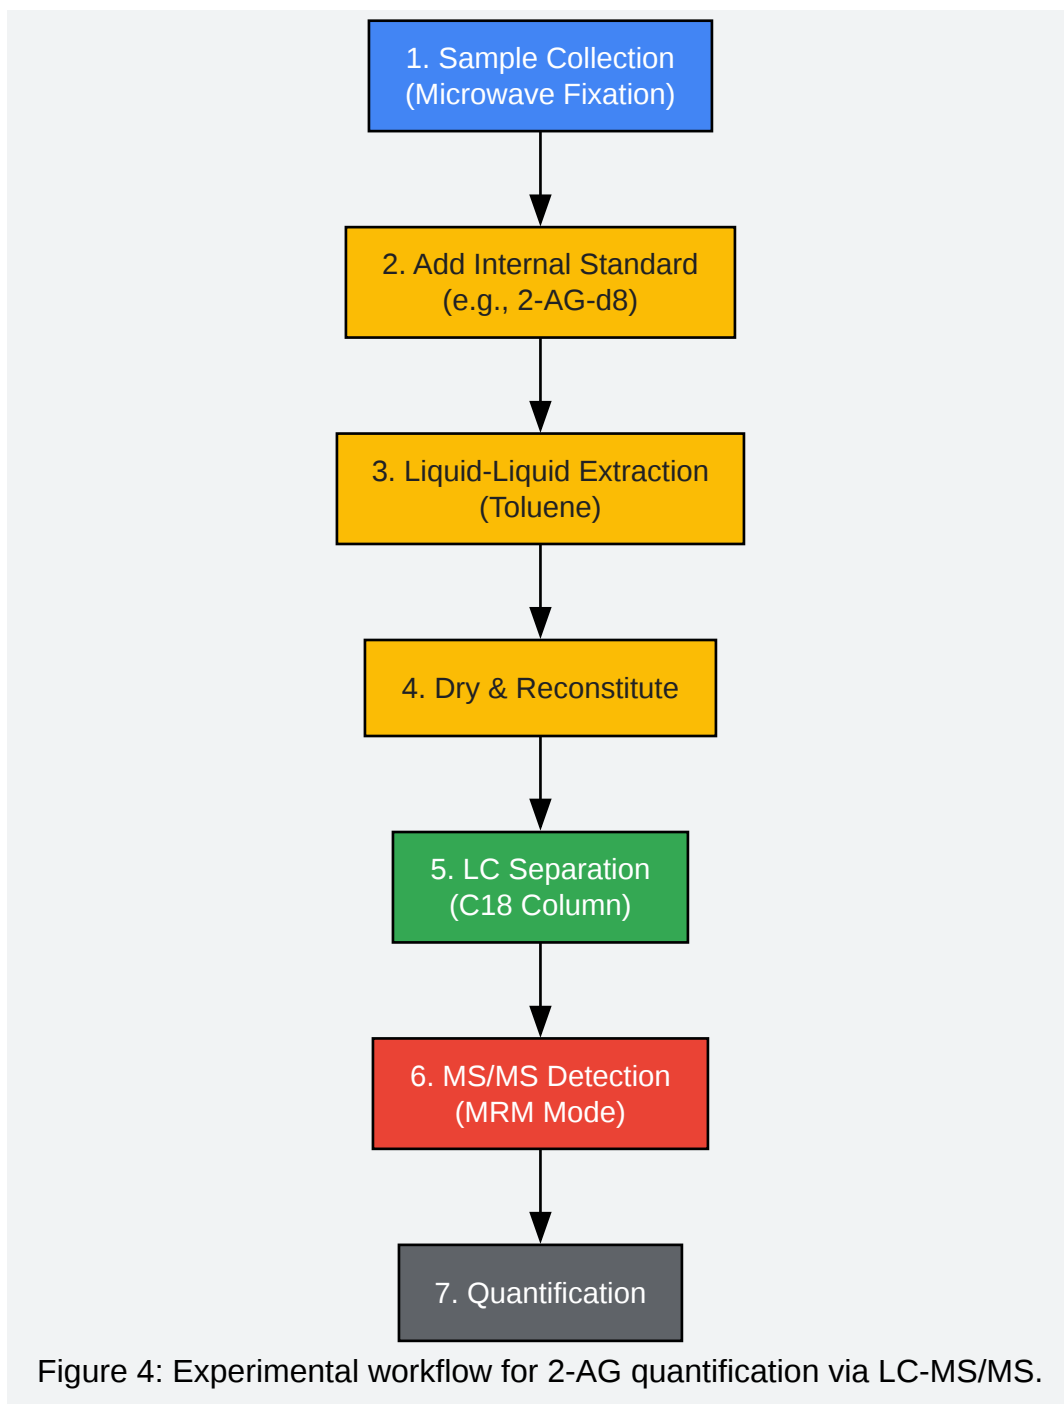 1. Sample Collection
(Microwave Fixation)
2. Add Internal Standard
(e.g., 2-AG-d8)
3. Liquid-Liquid Extraction
(Toluene)
4. Dry & Reconstitute
5. LC Separation
(C18 Column)
6. MS/MS Detection
(MRM Mode)
7. Quantification
Figure 4: Experimental workflow for 2-AG quantification via LC-MS/MS.